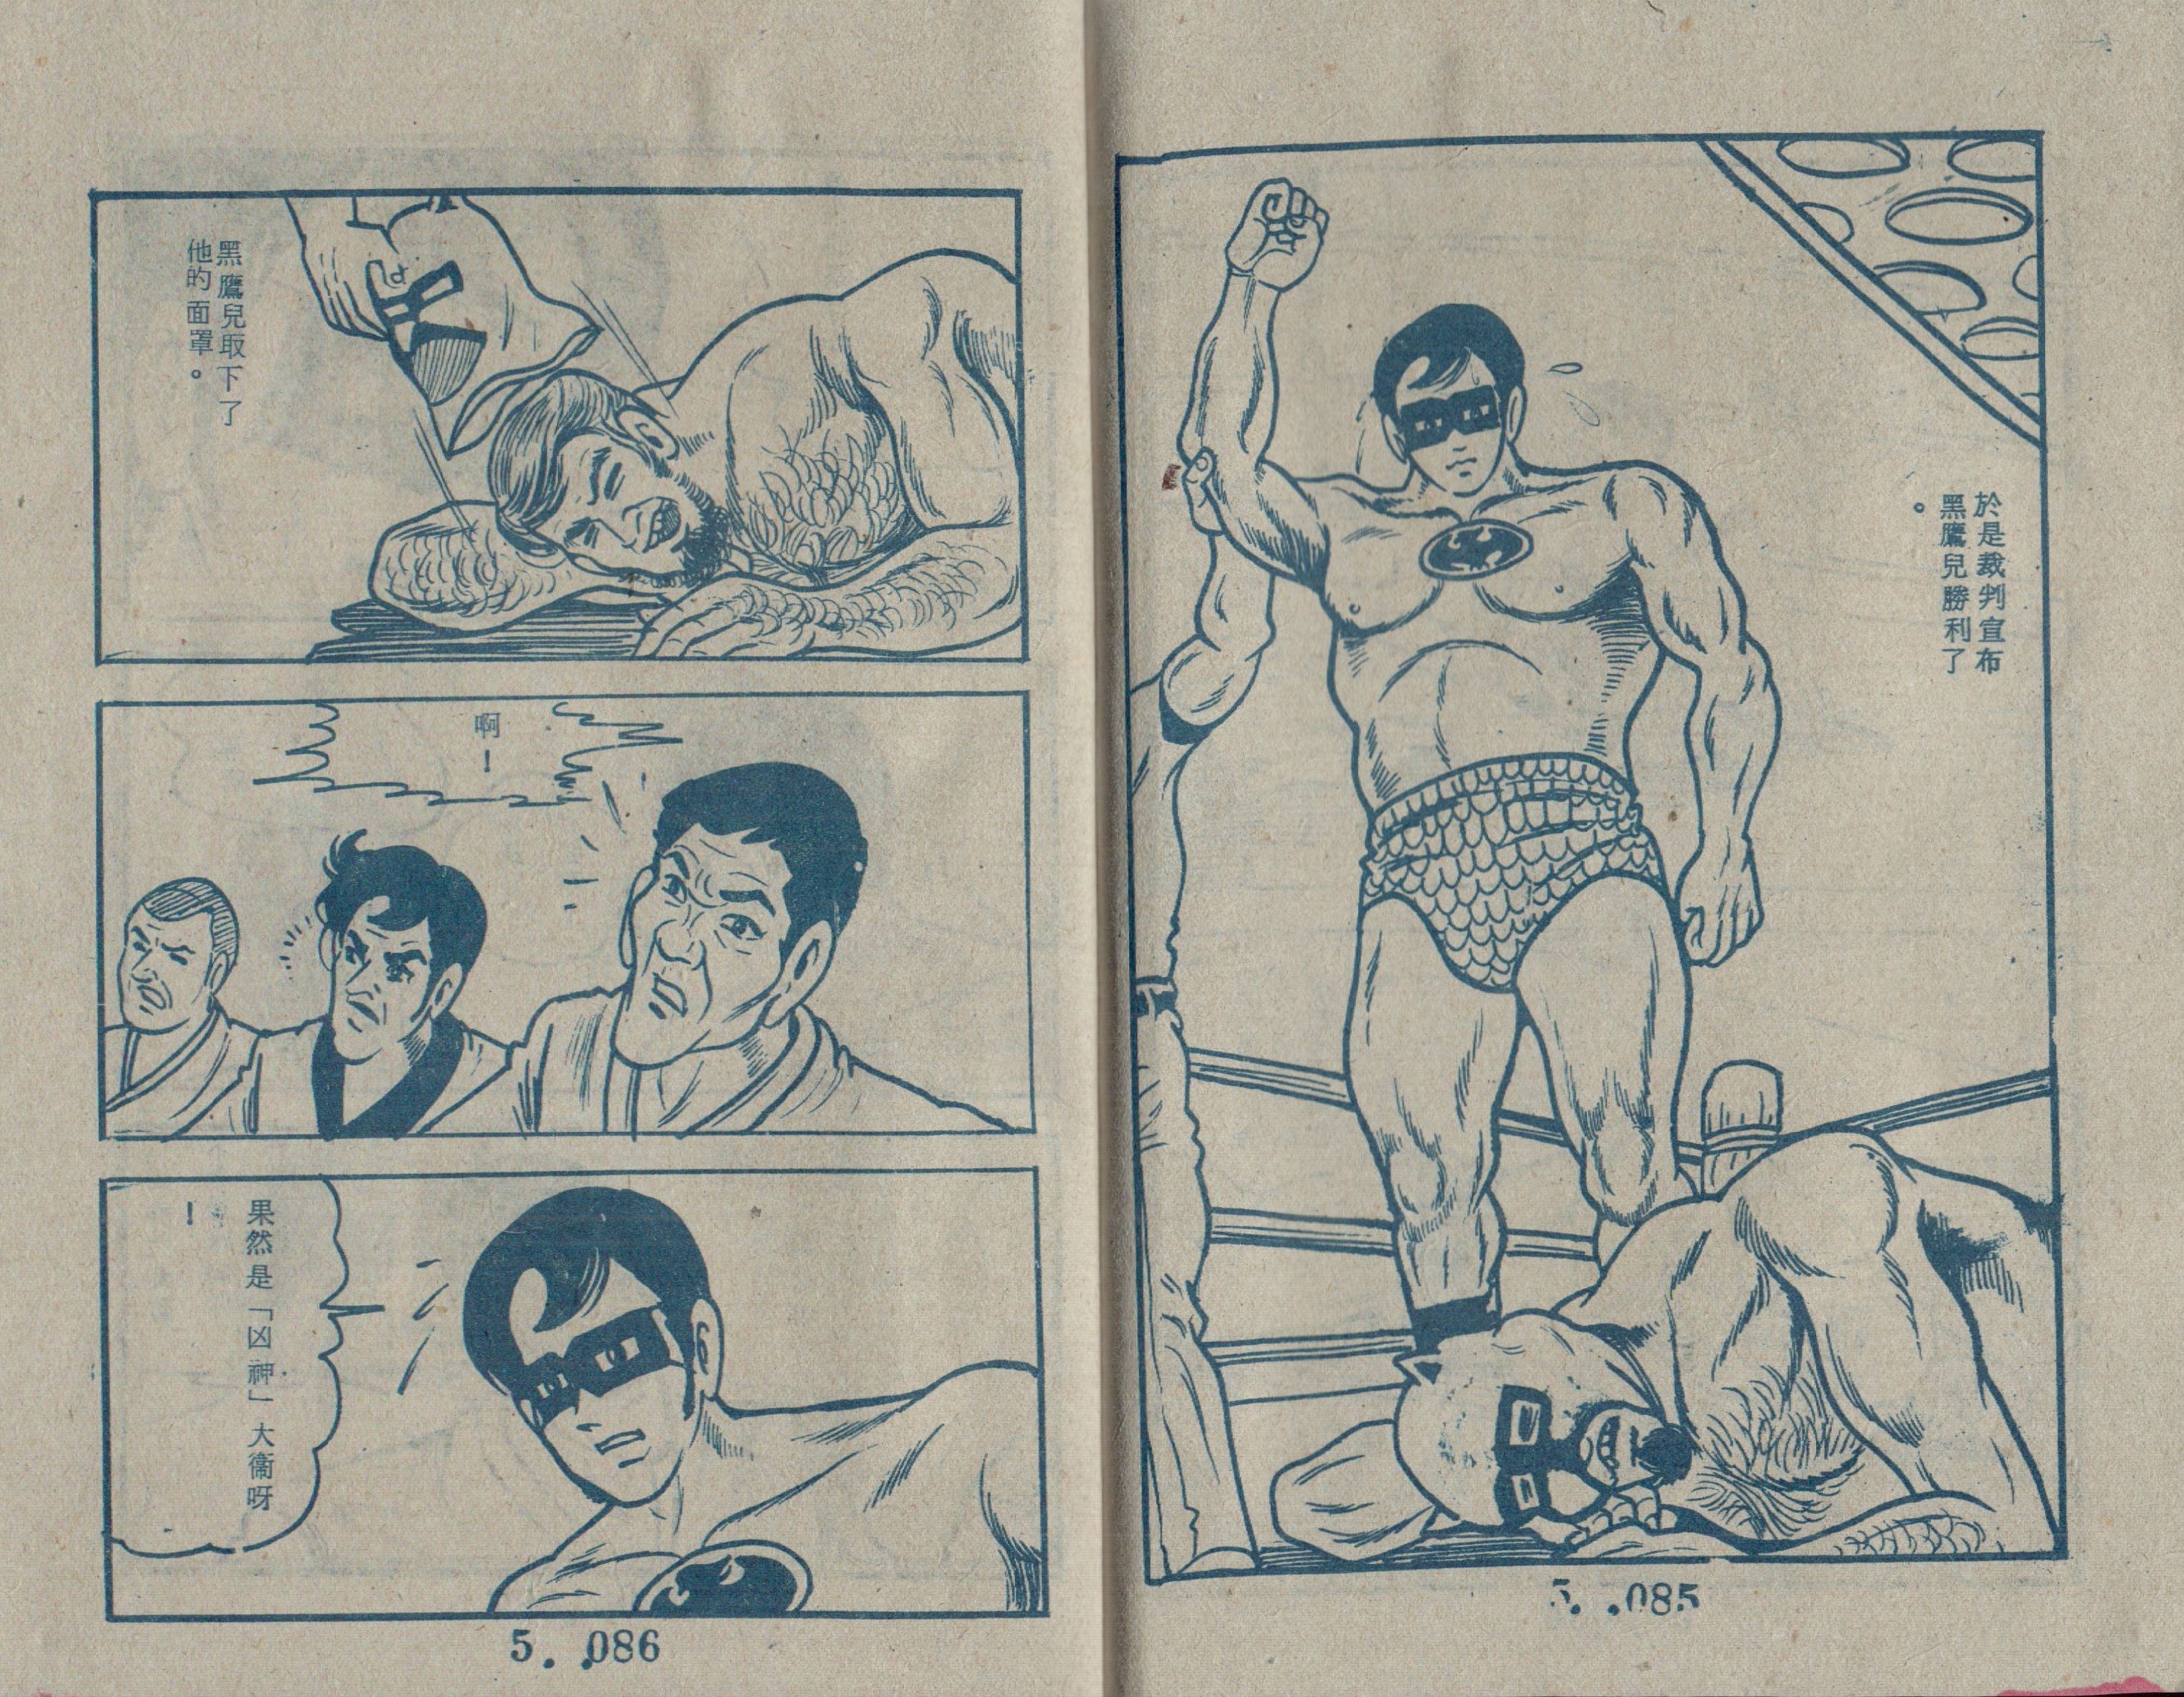 於是裁判宣布
黑鷹兒勝利了
。
5. .085
黑鷹兒取下了
他的面罩。
啊！
果然是「凶神」大衞呀
！
5. .086